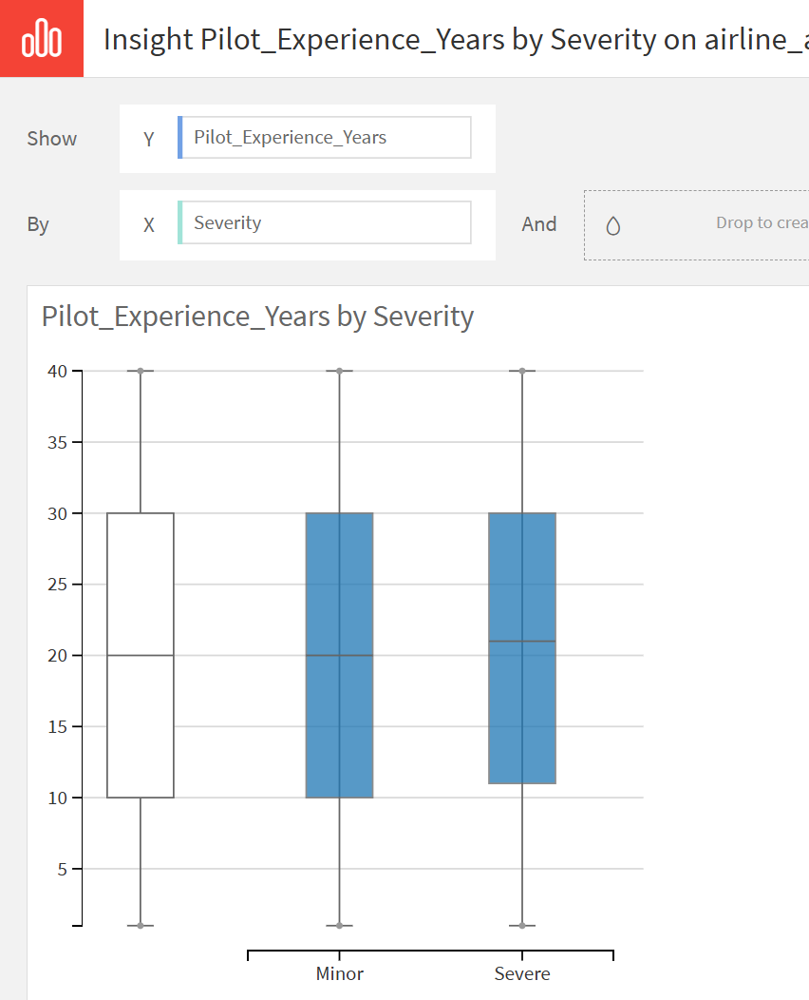 Insight Pilot_Experience_Years by Severity on airline_
Show Y Pilot_Experience_Years
By X Severity And Drop to crea
Pilot_Experience_Years by Severity
40
35
30
25
20
15
10
5
Minor Severe